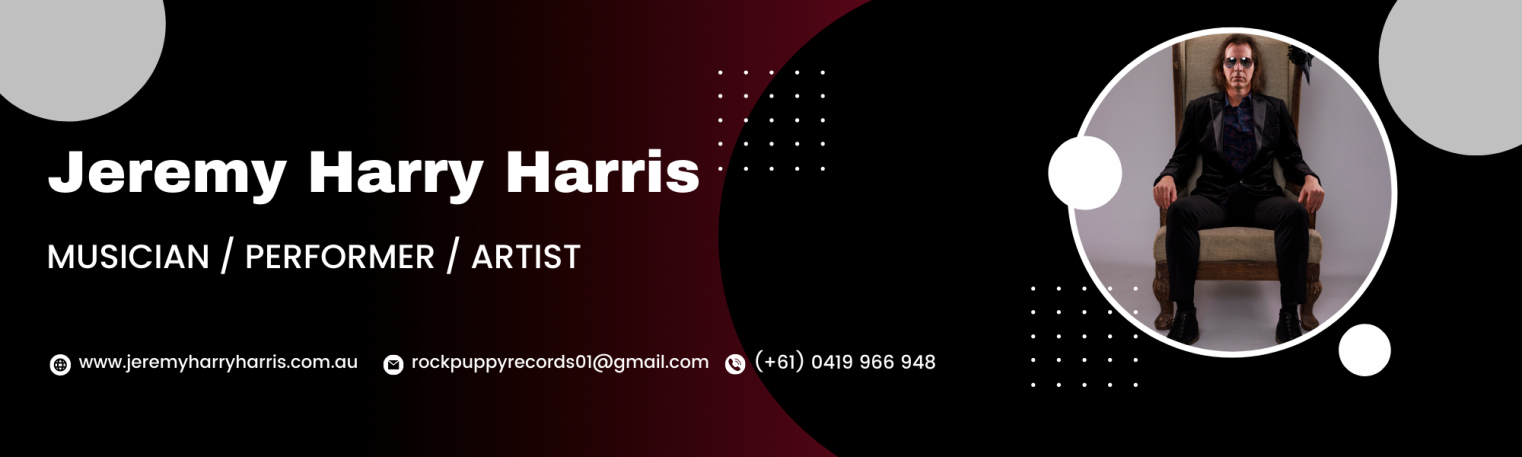 Jeremy Harry Harris
MUSICIAN / PERFORMER / ARTIST
www.jeremyharryharris.com.au rockpuppyrecords01@gmail.com (+61) 0419 966 948